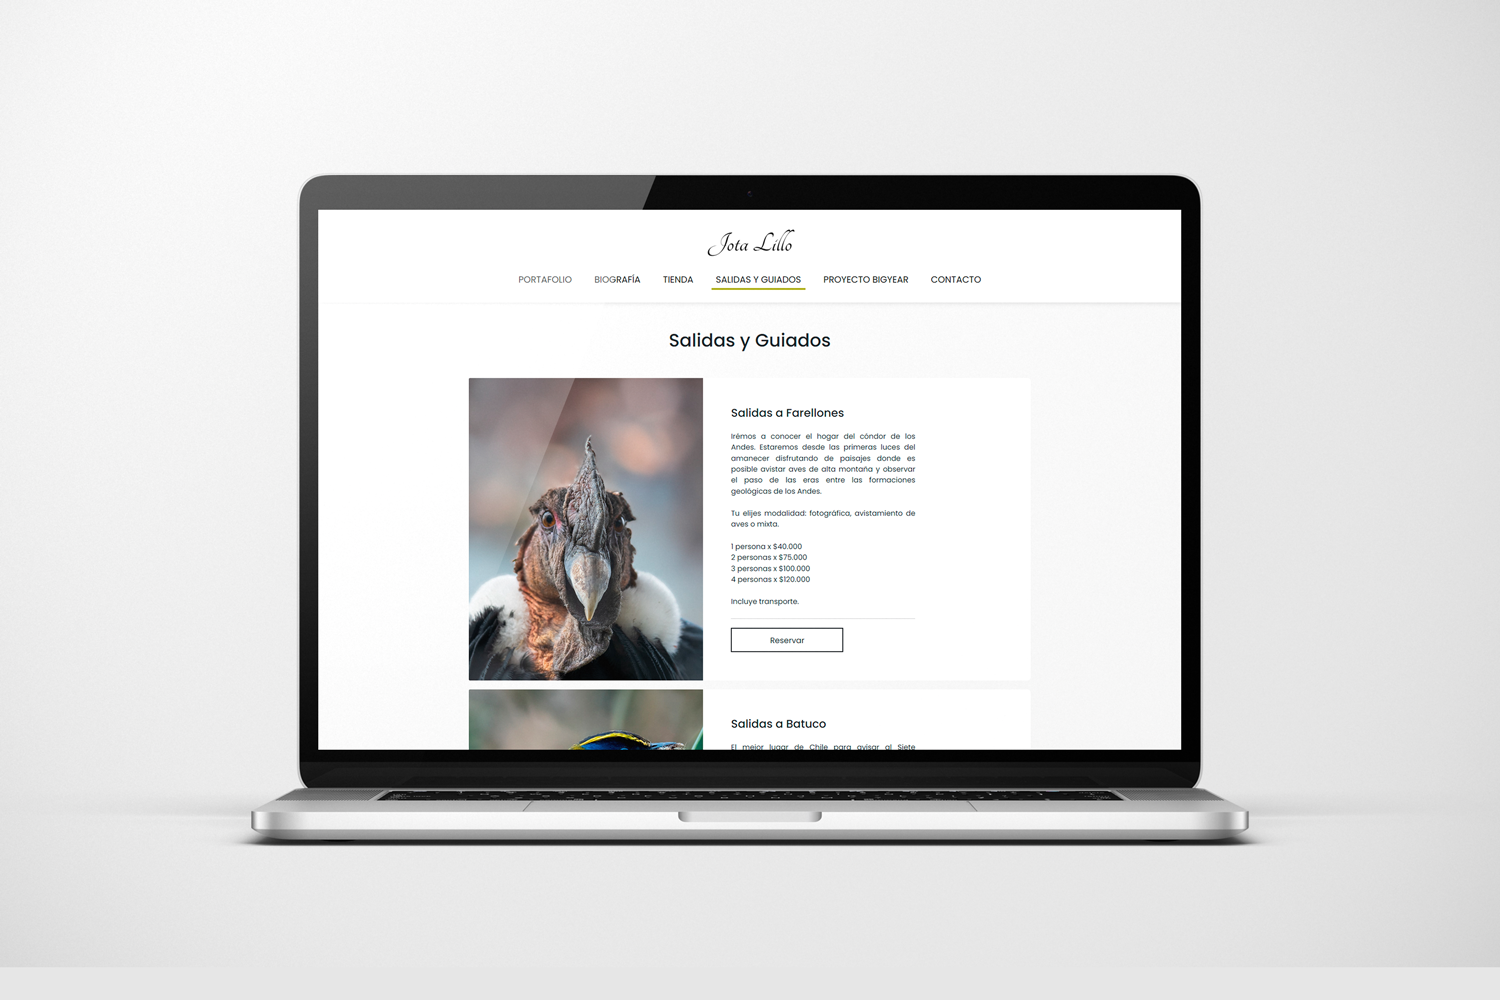 Jota Lillo
PORTAFOLIO BIOGRAFÍA TIENDA SALIDAS Y GUIADOS PROYECTO BIGYEAR CONTACTO
Salidas y Guiados
Salidas a Farellones
Irémos a conocer el hogar del cóndor de los
Andes. Estaremos desde las primeras luces del
amanecer disfrutando de paisajes donde es
posible avistar aves de alta montaña y observar
el paso de las eras entre las formaciones
geológicas de los Andes.
Tu elijes modalidad: fotográfica, avistamiento de
aves o mixta.
1 persona x $40.000
2 personas x $75.000
3 personas x $100.000
4 personas x $120.000
Incluye transporte.
Reservar
Salidas a Batuco
El mejor lugar de Chile para avisar al Siete